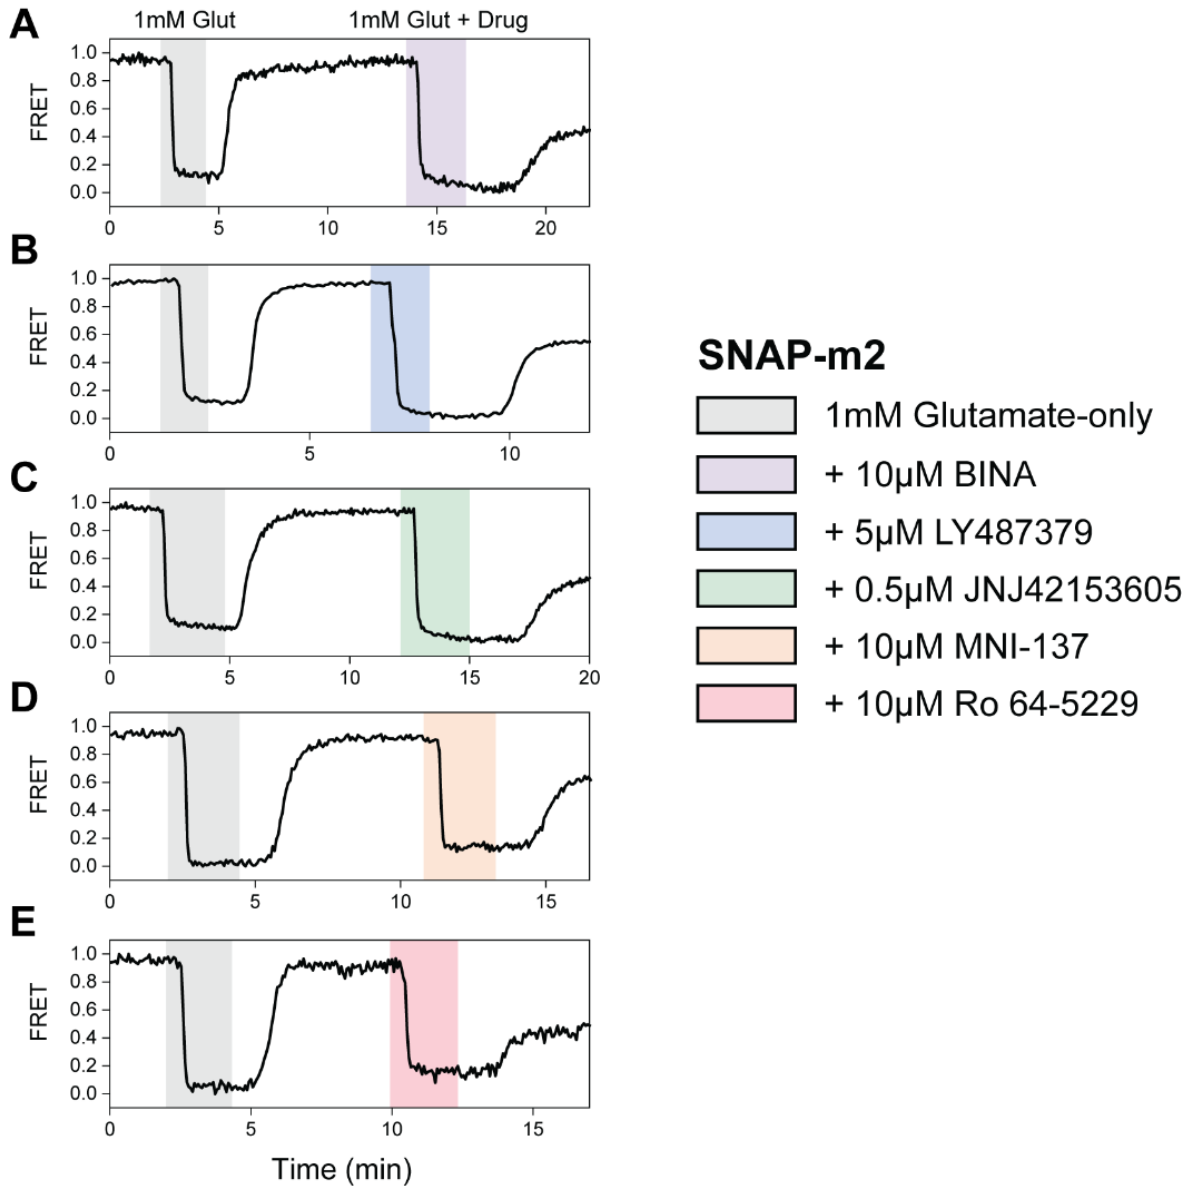 A
1mM Glut 1mM Glut + Drug
FRET
1.0
0.8
0.6
0.4
0.2
0.0
0 5 10 15 20
B
FRET
1.0
0.8
0.6
0.4
0.2
0.0
0 5 10
C
FRET
1.0
0.8
0.6
0.4
0.2
0.0
0 5 10 15 20
D
FRET
1.0
0.8
0.6
0.4
0.2
0.0
0 5 10 15
E
FRET
1.0
0.8
0.6
0.4
0.2
0.0
0 5 10 15
Time (min)
SNAP-m2
1mM Glutamate-only
+ 10µM BINA
+ 5µM LY487379
+ 0.5µM JNJ42153605
+ 10µM MNI-137
+ 10µM Ro 64-5229